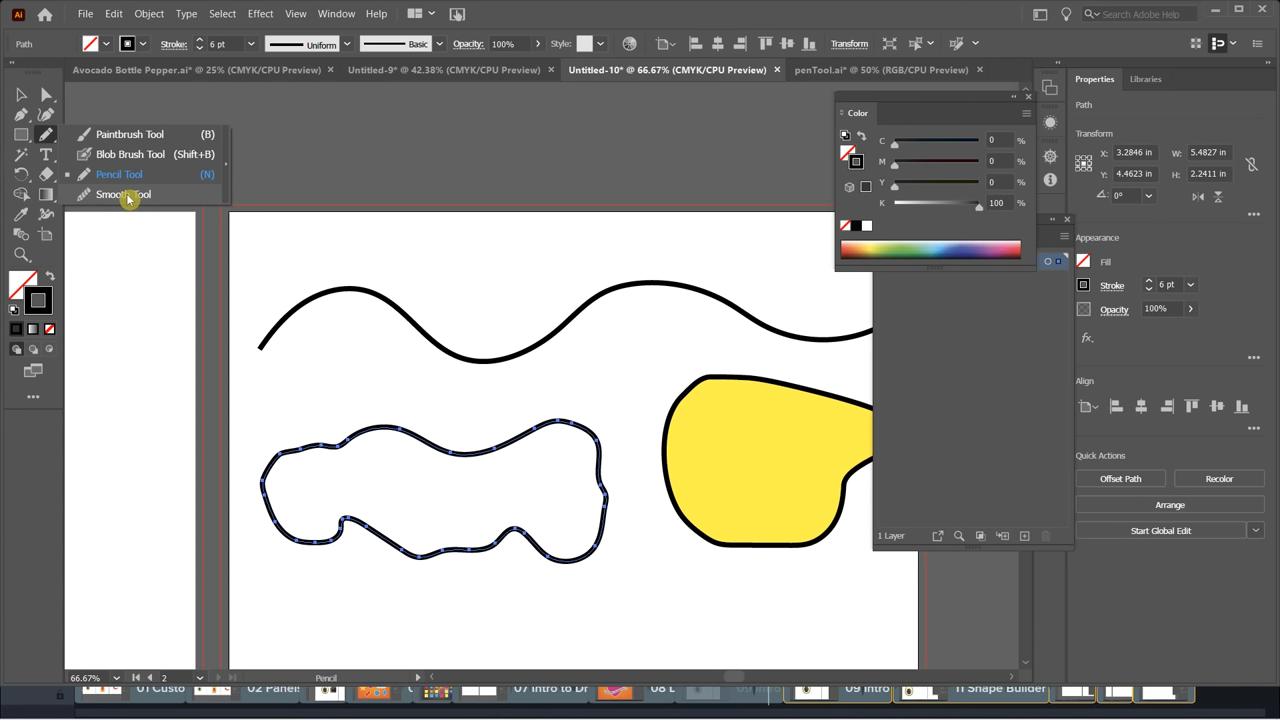 Ai File Edit Object Type Select Effect View Window Help Search Adobe Help
Path Stroke: 6 pt Uniform Basic Opacity: 100% Style: Transform
Avocado Bottle Pepper.ai* @ 25% (CMYK/CPU Preview) × Untitled-9* @ 42.38% (CMYK/CPU Preview) × Untitled-10* @ 66.67% (CMYK/CPU Preview) × penTool.ai* @ 50% (RGB/CPU Preview) ×
Paintbrush Tool (B)
Blob Brush Tool (Shift+B)
Pencil Tool (N)
Smooth Tool
Color
C 0 %
M 0 %
Y 0 %
K 100 %
1 Layer
Properties Libraries
Path
Transform
X: 3.2846 in W: 5.4827 in
Y: 4.4623 in H: 2.2411 in
0°
Appearance
Fill
Stroke 6 pt
Opacity 100%
fx.
Align
Quick Actions
Offset Path Recolor
Arrange
Start Global Edit
66.67% 2 Pencil
01 Custo 02 Panels 07 Intro to Dr 08 L 09 Intro 11 Shape Builder